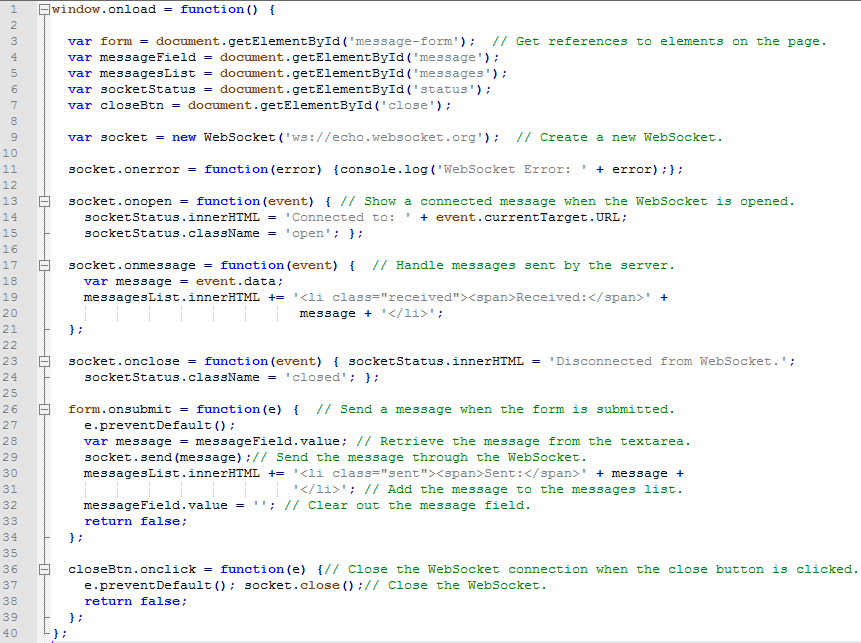 1 window.onload = function() {
2
3 var form = document.getElementById('message-form');  // Get references to elements on the page.
4 var messageField = document.getElementById('message');
5 var messagesList = document.getElementById('messages');
6 var socketStatus = document.getElementById('status');
7 var closeBtn = document.getElementById('close');
8
9 var socket = new WebSocket('ws://echo.websocket.org');  // Create a new WebSocket.
10
11 socket.onerror = function(error) {console.log('WebSocket Error: ' + error);};
12
13 socket.onopen = function(event) { // Show a connected message when the WebSocket is opened.
14 socketStatus.innerHTML = 'Connected to: ' + event.currentTarget.URL;
15 socketStatus.className = 'open'; };
16
17 socket.onmessage = function(event) {  // Handle messages sent by the server.
18 var message = event.data;
19 messagesList.innerHTML += '<li class="received"><span>Received:</span>' +
20 message + '</li>';
21 };
22
23 socket.onclose = function(event) { socketStatus.innerHTML = 'Disconnected from WebSocket.';
24 socketStatus.className = 'closed'; };
25
26 form.onsubmit = function(e) {  // Send a message when the form is submitted.
27 e.preventDefault();
28 var message = messageField.value; // Retrieve the message from the textarea.
29 socket.send(message);// Send the message through the WebSocket.
30 messagesList.innerHTML += '<li class="sent"><span>Sent:</span>' + message +
31 '</li>'; // Add the message to the messages list.
32 messageField.value = ''; // Clear out the message field.
33 return false;
34 };
35
36 closeBtn.onclick = function(e) {// Close the WebSocket connection when the close button is clicked.
37 e.preventDefault(); socket.close();// Close the WebSocket.
38 return false;
39 };
40 };